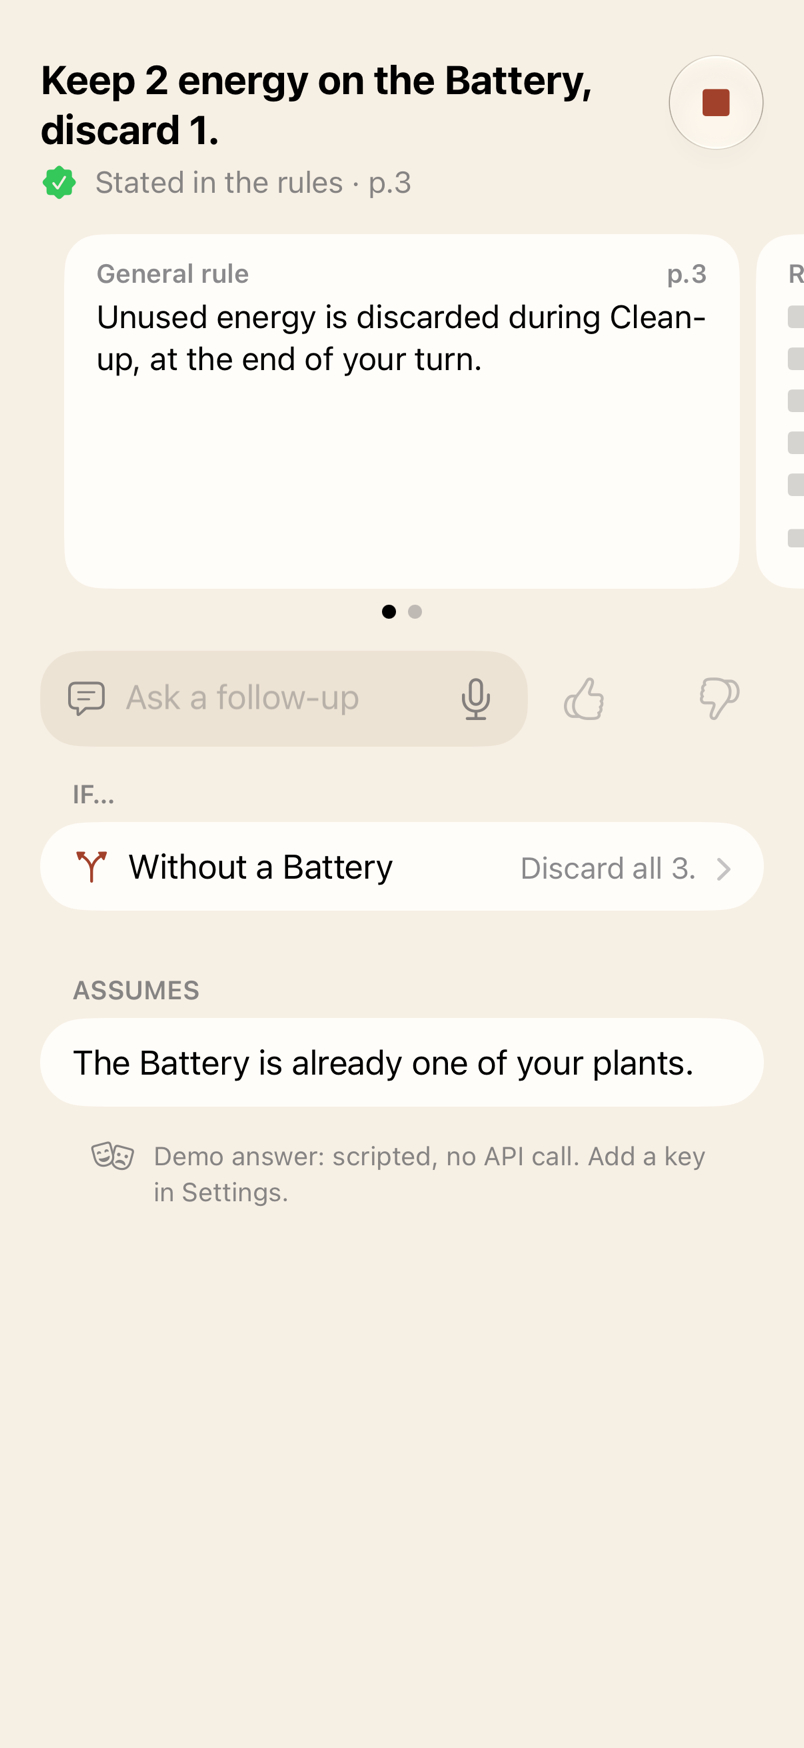 Keep 2 energy on the Battery,
discard 1.
Stated in the rules · p.3
General rule
p.3
R
Unused energy is discarded during Clean-
up, at the end of your turn.
Ask a follow-up
IF...
Without a Battery
Discard all 3.
ASSUMES
The Battery is already one of your plants.
Demo answer: scripted, no API call. Add a key
in Settings.